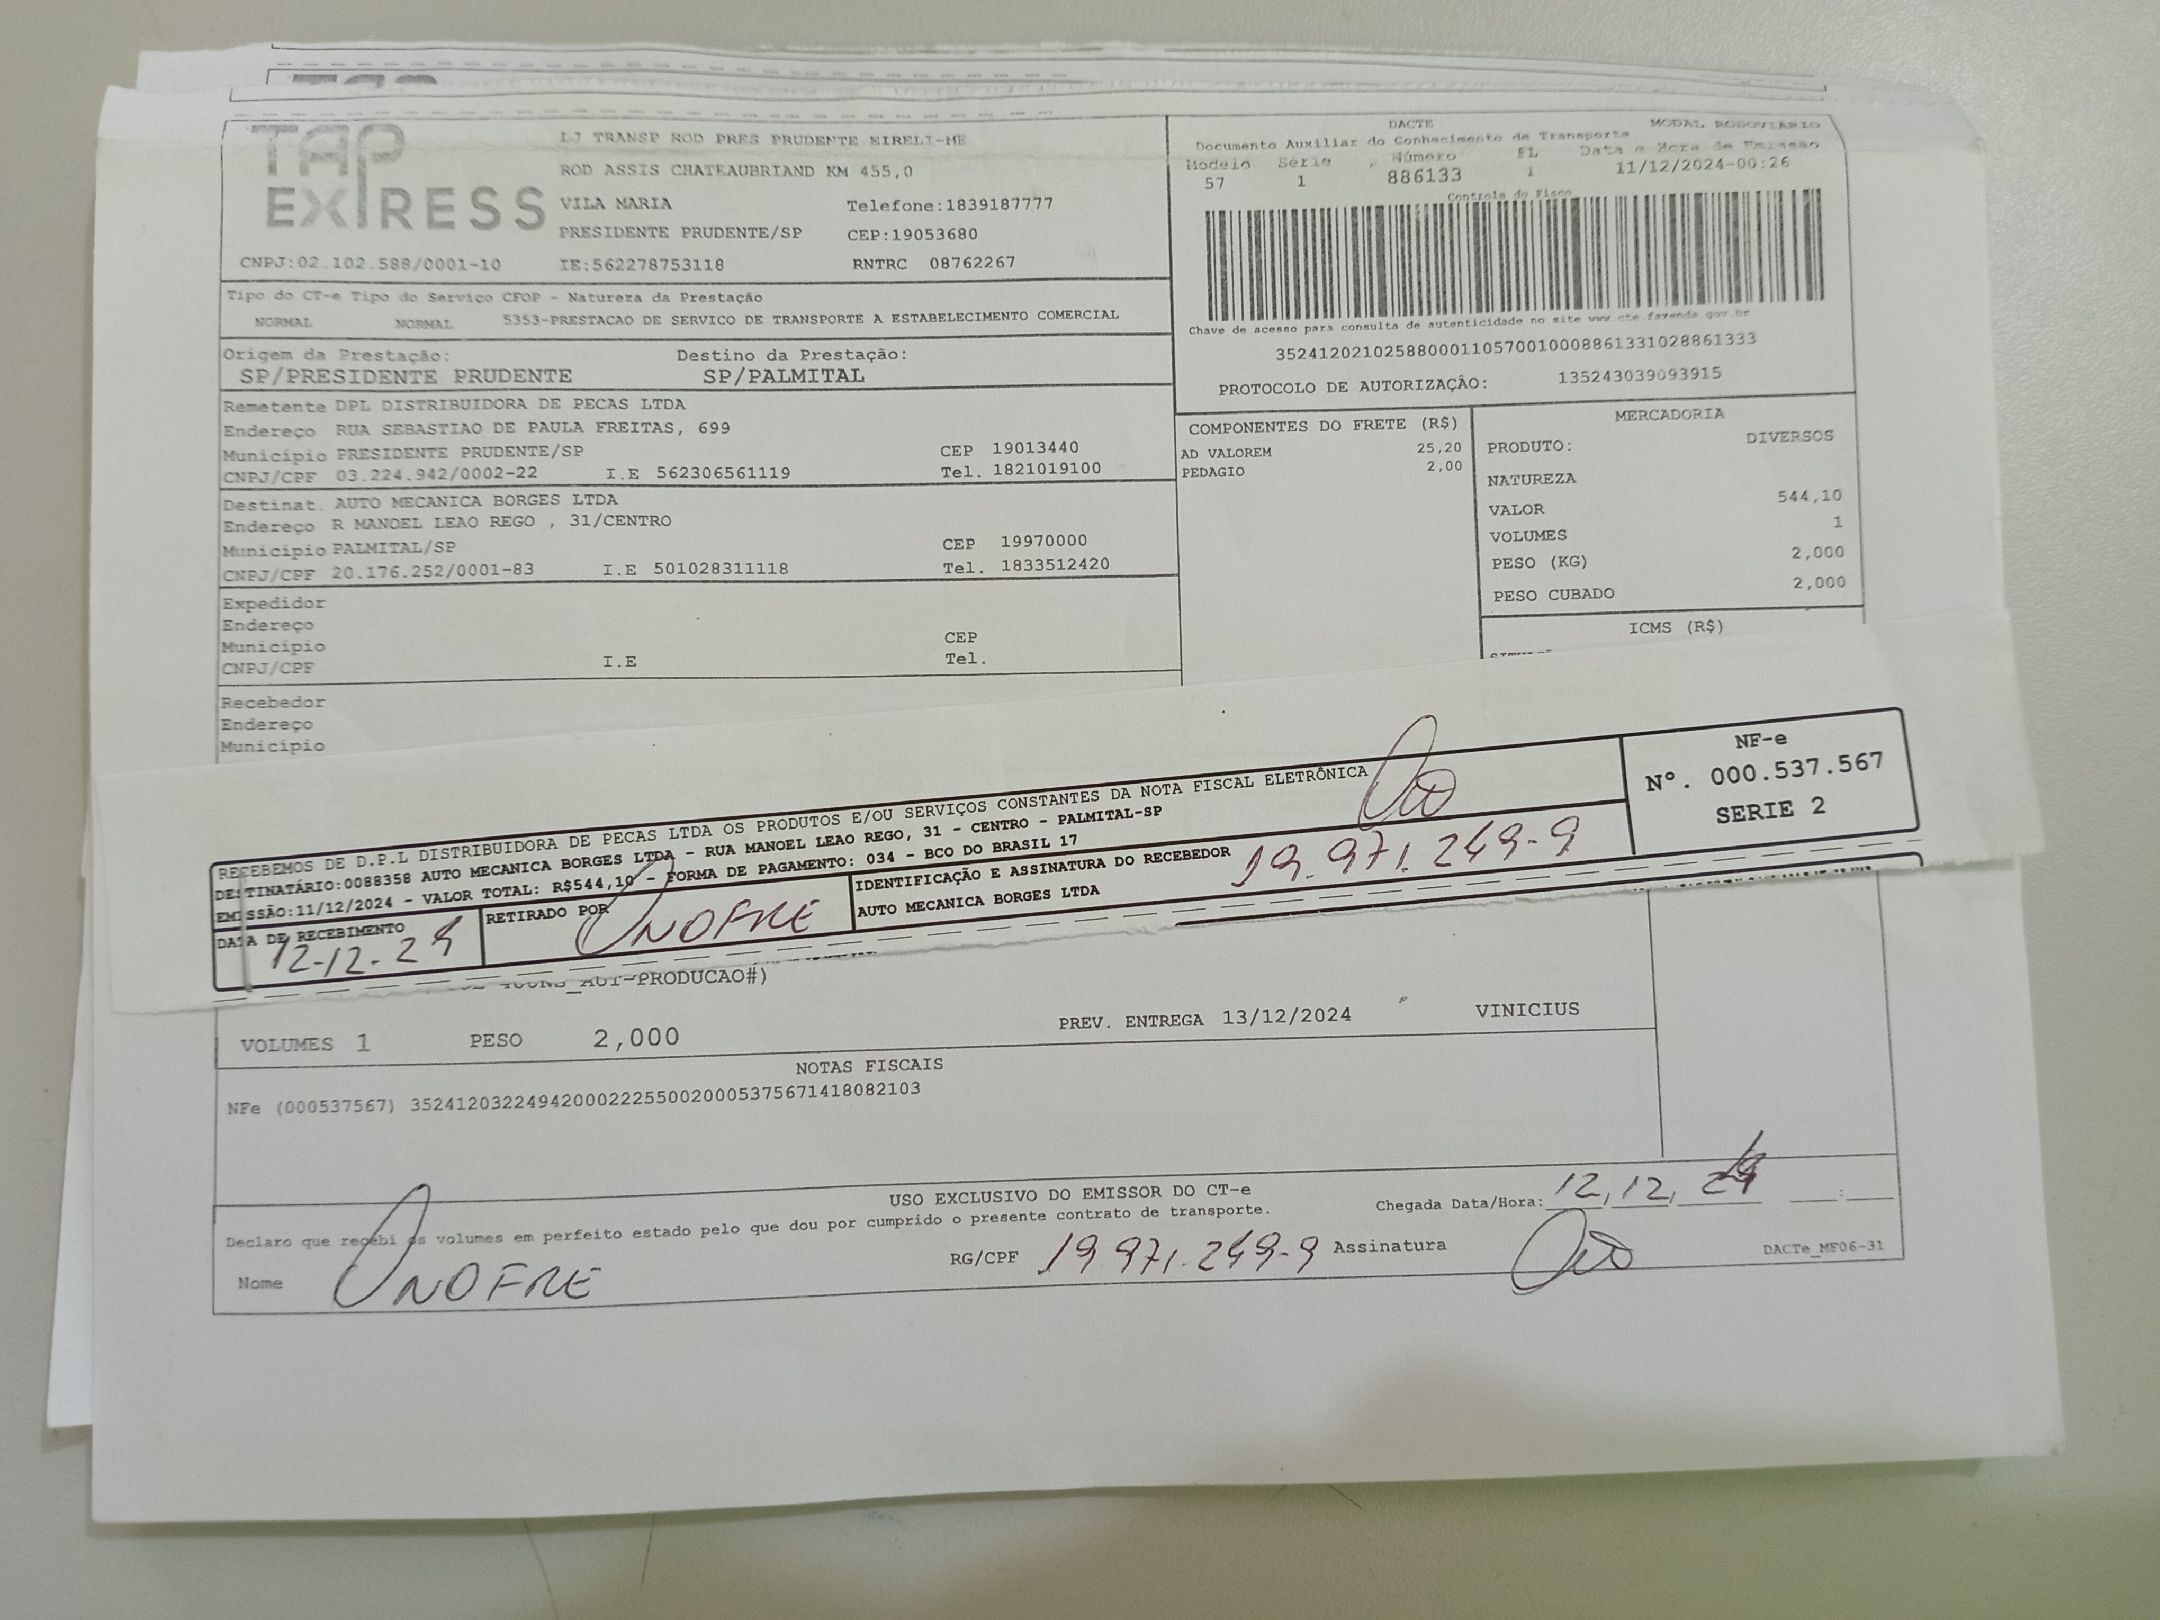 TAP EXPRESS
LJ TRANSP ROD PRES PRUDENTE EIRELI-ME
ROD ASSIS CHATEAUBRIAND KM 455,0
VILA MARIA Telefone:1839187777
PRESIDENTE PRUDENTE/SP CEP:19053680
CNPJ:02.102.588/0001-10 IE:562278753118 RNTRC 08762267
DACTE MODAL RODOVIARIO
Documento Auxiliar do Conhecimento de Transporte
Modelo Série Número FL Data e Hora de Emissão
57 1 886133 1 11/12/2024-00:26
Controle do Fisco
Chave de acesso para consulta de autenticidade no site www.cte.fazenda.gov.br
35241202102588000110570010008861331028861333
PROTOCOLO DE AUTORIZAÇÃO: 135243039093915
Tipo do CT-e Tipo do Serviço CFOP - Natureza da Prestação
NORMAL NORMAL 5353-PRESTACAO DE SERVICO DE TRANSPORTE A ESTABELECIMENTO COMERCIAL
Origem da Prestação: Destino da Prestação:
SP/PRESIDENTE PRUDENTE SP/PALMITAL
Remetente DPL DISTRIBUIDORA DE PECAS LTDA
Endereço RUA SEBASTIAO DE PAULA FREITAS, 699
Município PRESIDENTE PRUDENTE/SP CEP 19013440
CNPJ/CPF 03.224.942/0002-22 I.E 562306561119 Tel. 1821019100
Destinat. AUTO MECANICA BORGES LTDA
Endereço R MANOEL LEAO REGO , 31/CENTRO
Município PALMITAL/SP CEP 19970000
CNPJ/CPF 20.176.252/0001-83 I.E 501028311118 Tel. 1833512420
Expedidor
Endereço
Município CEP
CNPJ/CPF I.E Tel.
Recebedor
Endereço
Município
COMPONENTES DO FRETE (R$)
AD VALOREM 25,20
PEDAGIO 2,00
MERCADORIA
PRODUTO: DIVERSOS
NATUREZA
VALOR 544,10
VOLUMES 1
PESO (KG) 2,000
PESO CUBADO 2,000
ICMS (R$)
RECEBEMOS DE D.P.L DISTRIBUIDORA DE PECAS LTDA OS PRODUTOS E/OU SERVIÇOS CONSTANTES DA NOTA FISCAL ELETRÔNICA
DESTINATÁRIO:0088358 AUTO MECANICA BORGES LTDA - RUA MANOEL LEAO REGO, 31 - CENTRO - PALMITAL-SP
EMISSÃO:11/12/2024 - VALOR TOTAL: R$544,10 - FORMA DE PAGAMENTO: 034 - BCO DO BRASIL 17
DATA DE RECEBIMENTO
12-12-24
RETIRADO POR
ONOFRE
IDENTIFICAÇÃO E ASSINATURA DO RECEBEDOR 19.971.249-9
AUTO MECANICA BORGES LTDA
NF-e
Nº. 000.537.567
SERIE 2
AUT-PRODUCAO#)
VOLUMES 1 PESO 2,000 PREV. ENTREGA 13/12/2024 VINICIUS
NOTAS FISCAIS
NFe (000537567) 35241203224942000222550020005375671418082103
USO EXCLUSIVO DO EMISSOR DO CT-e
Chegada Data/Hora: 12, 12, 24 :
Declaro que recebi os volumes em perfeito estado pelo que dou por cumprido o presente contrato de transporte.
Nome ONOFRE RG/CPF 19.971.249-9 Assinatura DACTe_MF06-31